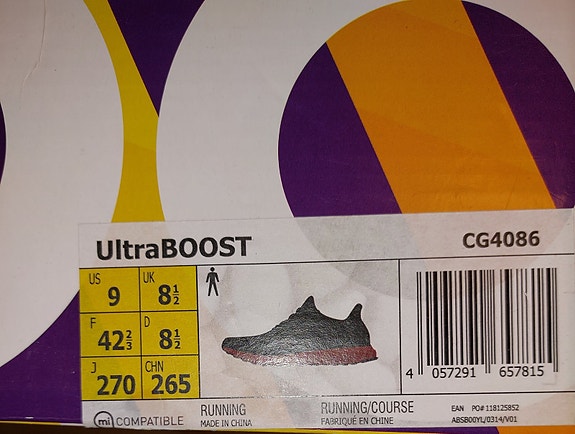 UltraBOOST CG4086
US 9 UK 8½
F 42⅔ D 8½
J 270 CHN 265
4 057291 657815
mi COMPATIBLE
RUNNING
MADE IN CHINA
RUNNING/COURSE
FABRIQUÉ EN CHINE
EAN PO# 118125852
ABSB00YL/0314/V01